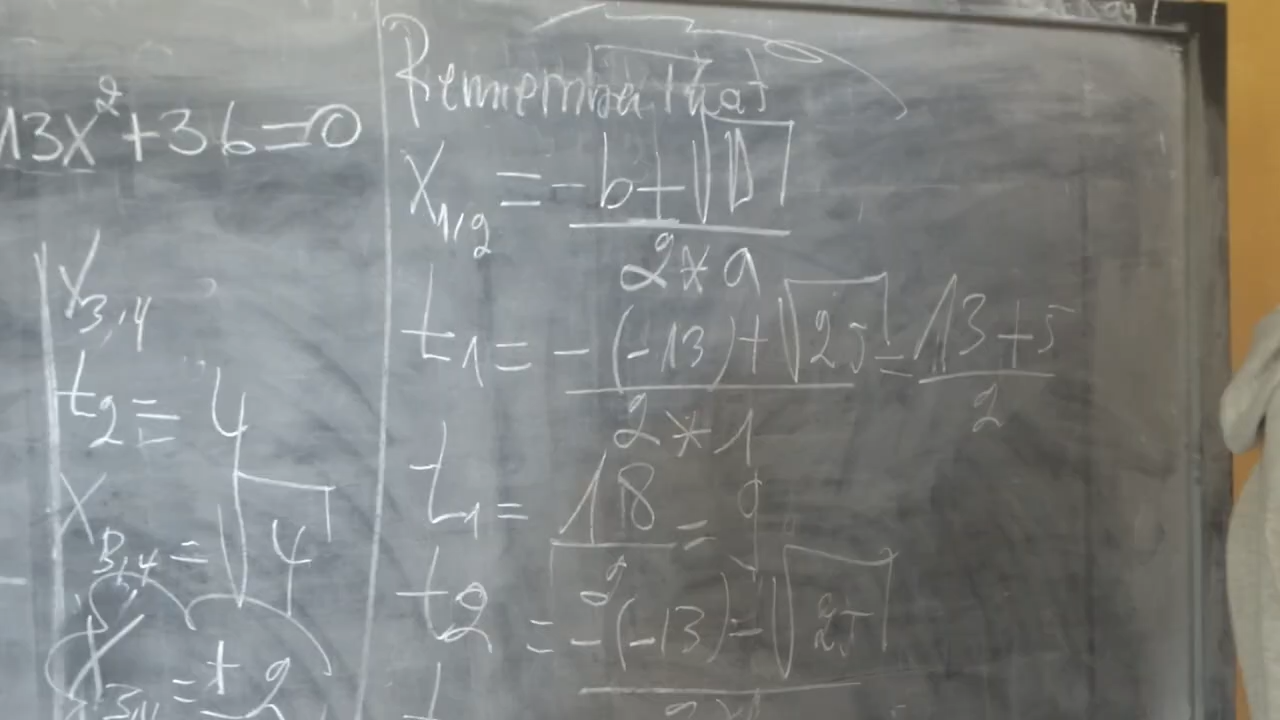 13x²+36=0
x₃,₄
t₂=4
x₃,₄=√4
x₃,₄=±2
Remember that
x₁,₂=-b±√D/2*a
t₁=-(-13)+√25/2*1=13+5/2
t₁=18/2=9
t₂=-(-13)-√25